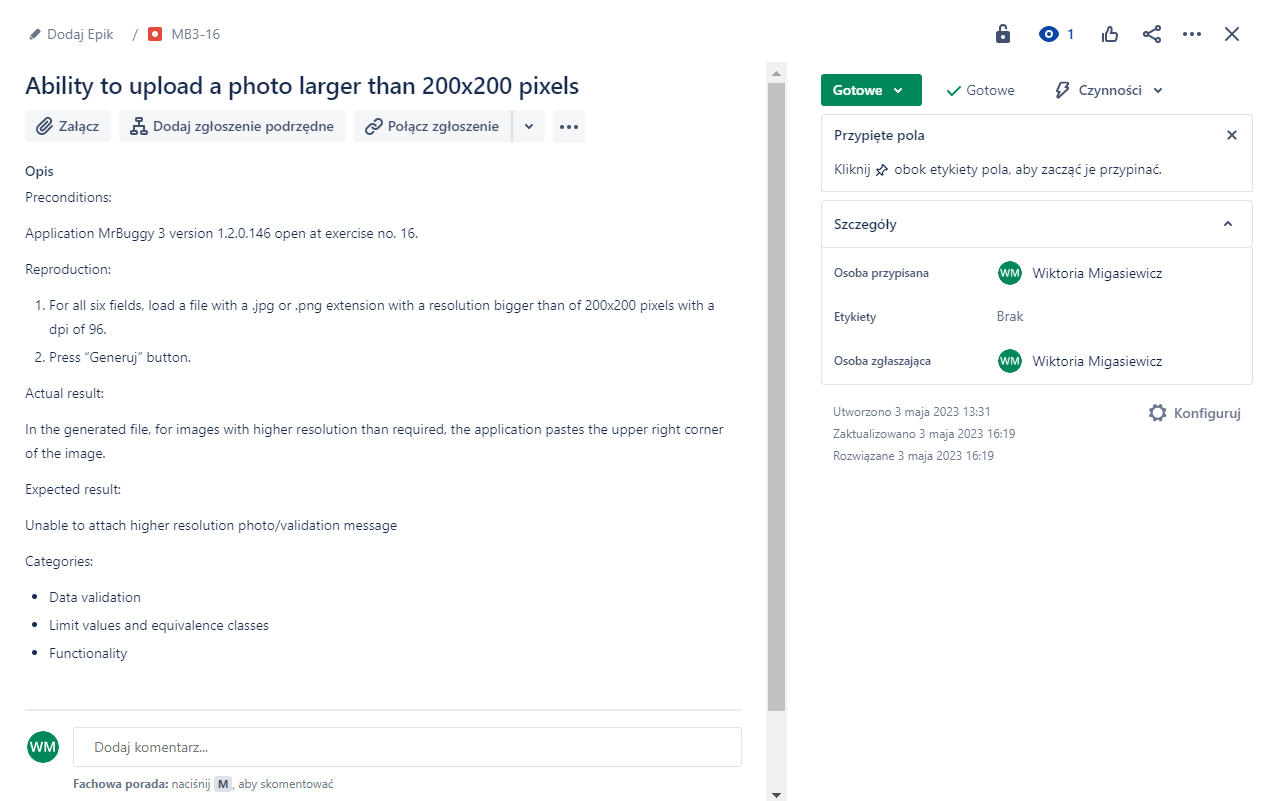 Dodaj Epik / MB3-16
1
Ability to upload a photo larger than 200x200 pixels
Załącz Dodaj zgłoszenie podrzędne Połącz zgłoszenie
Opis
Preconditions:
Application MrBuggy 3 version 1.2.0.146 open at exercise no. 16.
Reproduction:
1. For all six fields, load a file with a .jpg or .png extension with a resolution bigger than of 200x200 pixels with a
dpi of 96.
2. Press “Generuj” button.
Actual result:
In the generated file, for images with higher resolution than required, the application pastes the upper right corner
of the image.
Expected result:
Unable to attach higher resolution photo/validation message
Categories:
• Data validation
• Limit values and equivalence classes
• Functionality
WM Dodaj komentarz...
Fachowa porada: naciśnij M, aby skomentować
Gotowe Gotowe Czynności
Przypięte pola
Kliknij obok etykiety pola, aby zacząć je przypinać.
Szczegóły
Osoba przypisana WM Wiktoria Migasiewicz
Etykiety Brak
Osoba zgłaszająca WM Wiktoria Migasiewicz
Utworzono 3 maja 2023 13:31 Konfiguruj
Zaktualizowano 3 maja 2023 16:19
Rozwiązane 3 maja 2023 16:19